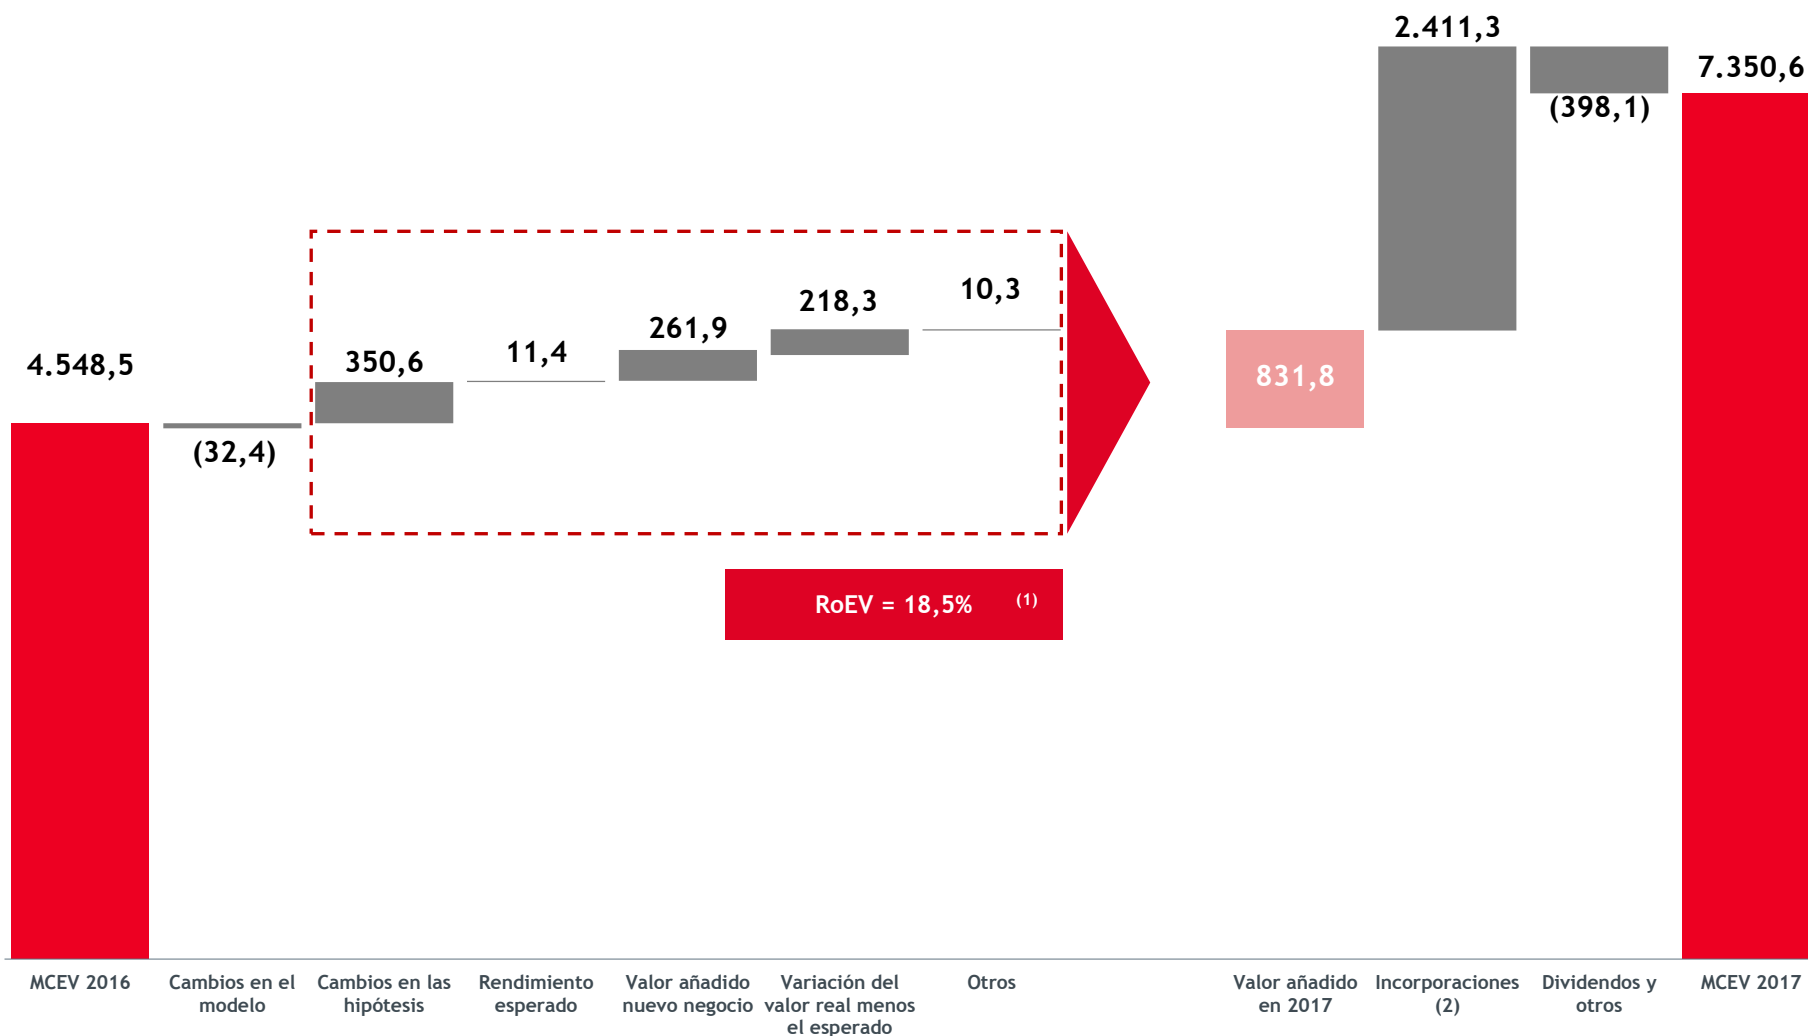 2.411,3
7.350,6
(398,1)
10,3
218,3
261,9
11,4
350,6
4.548,5
(32,4)
831,8
RoEV = 18,5% (1)
MCEV 2016
Cambios en el
modelo
Cambios en las
hipótesis
Rendimiento
esperado
Valor añadido
nuevo negocio
Variación del
valor real menos
el esperado
Otros
Valor añadido
en 2017
Incorporaciones
(2)
Dividendos y
otros
MCEV 2017